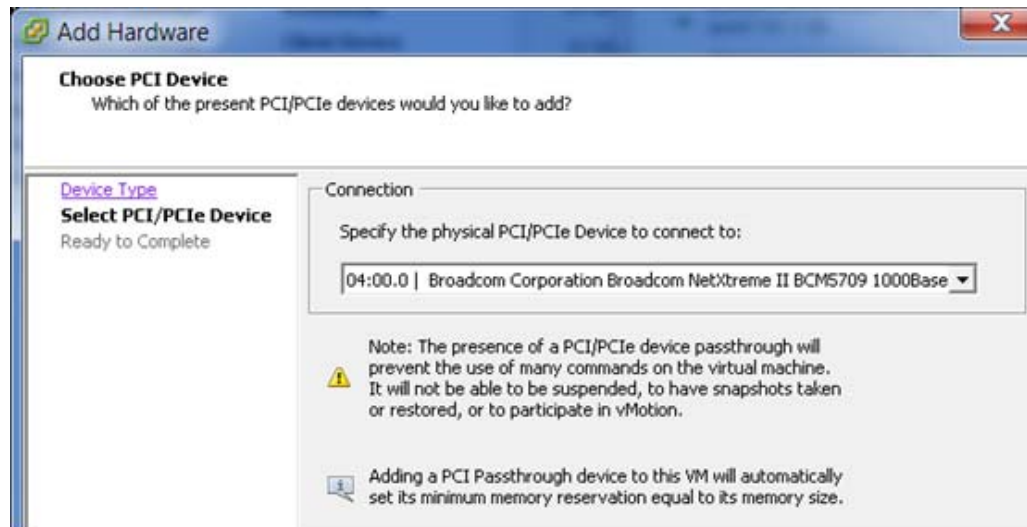 Add Hardware
Choose PCI Device
Which of the present PCI/PCIe devices would you like to add?
Device Type
Select PCI/PCIe Device
Ready to Complete
Connection
Specify the physical PCI/PCIe Device to connect to:
04:00.0 | Broadcom Corporation Broadcom NetXtreme II BCM5709 1000Base
Note: The presence of a PCI/PCIe device passthrough will
prevent the use of many commands on the virtual machine.
It will not be able to be suspended, to have snapshots taken
or restored, or to participate in vMotion.
Adding a PCI Passthrough device to this VM will automatically
set its minimum memory reservation equal to its memory size.